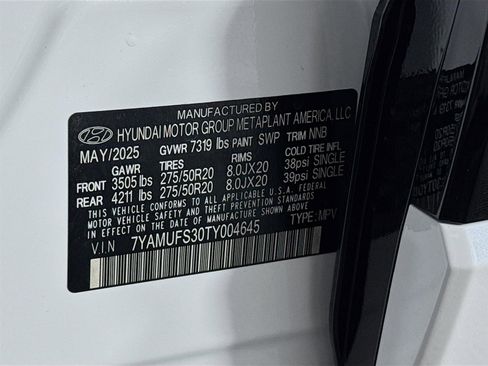 MANUFACTURED BY
HYUNDAI MOTOR GROUP METAPLANT AMERICA, LLC
MAY/2025 GVWR 7319 lbs PAINT SWP TRIM NNB
GAWR TIRES RIMS COLD TIRE INFL
FRONT 3505 lbs 275/50R20 8.0JX20 38psi SINGLE
REAR 4211 lbs 275/50R20 8.0JX20 39psi SINGLE
THIS VEHICLE CONFORMS TO ALL APPLICABLE U.S.A. FEDERAL
MOTOR VEHICLE SAFETY AND THEFT PREVENTION STANDARDS
IN EFFECT ON THE DATE OF MANUFACTURE SHOWN ABOVE.
V.I.N 7YAMUFS30TY004645 TYPE: MPV